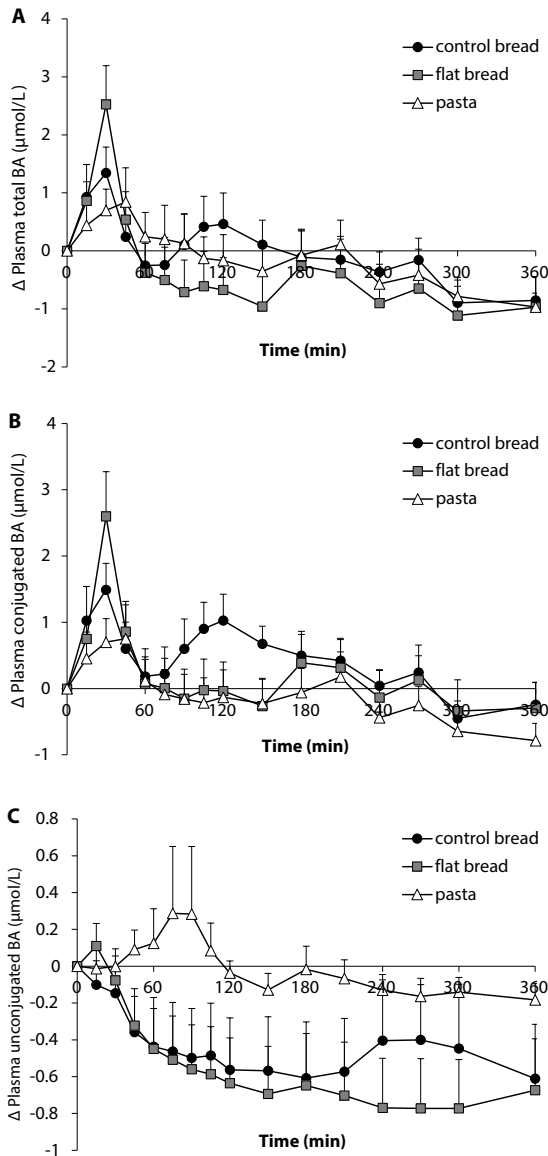 A
4
3
2
1
0
-1
-2
Δ Plasma total BA (μmol/L)
control bread
flat bread
pasta
0 60 120 180 240 300 360
Time (min)
B
4
3
2
1
0
-1
Δ Plasma conjugated BA (μmol/L)
control bread
flat bread
pasta
0 60 120 180 240 300 360
Time (min)
C
0.8
0.6
0.4
0.2
0
-0.2
-0.4
-0.6
-0.8
-1
Δ Plasma unconjugated BA (μmol/L)
control bread
flat bread
pasta
0 60 120 180 240 300 360
Time (min)